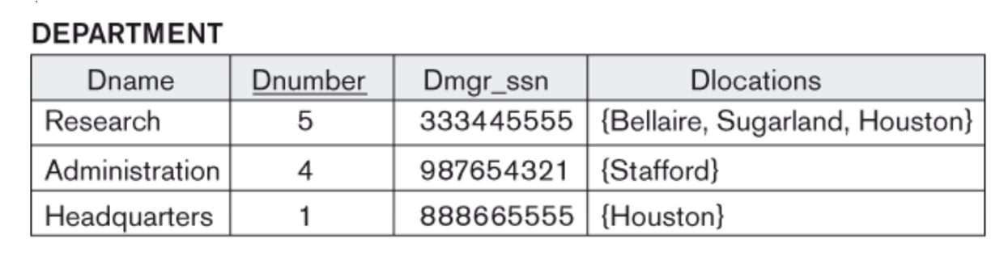 DEPARTMENT
Dname Dnumber Dmgr_ssn Dlocations
Research 5 333445555 {Bellaire, Sugarland, Houston}
Administration 4 987654321 {Stafford}
Headquarters 1 888665555 {Houston}